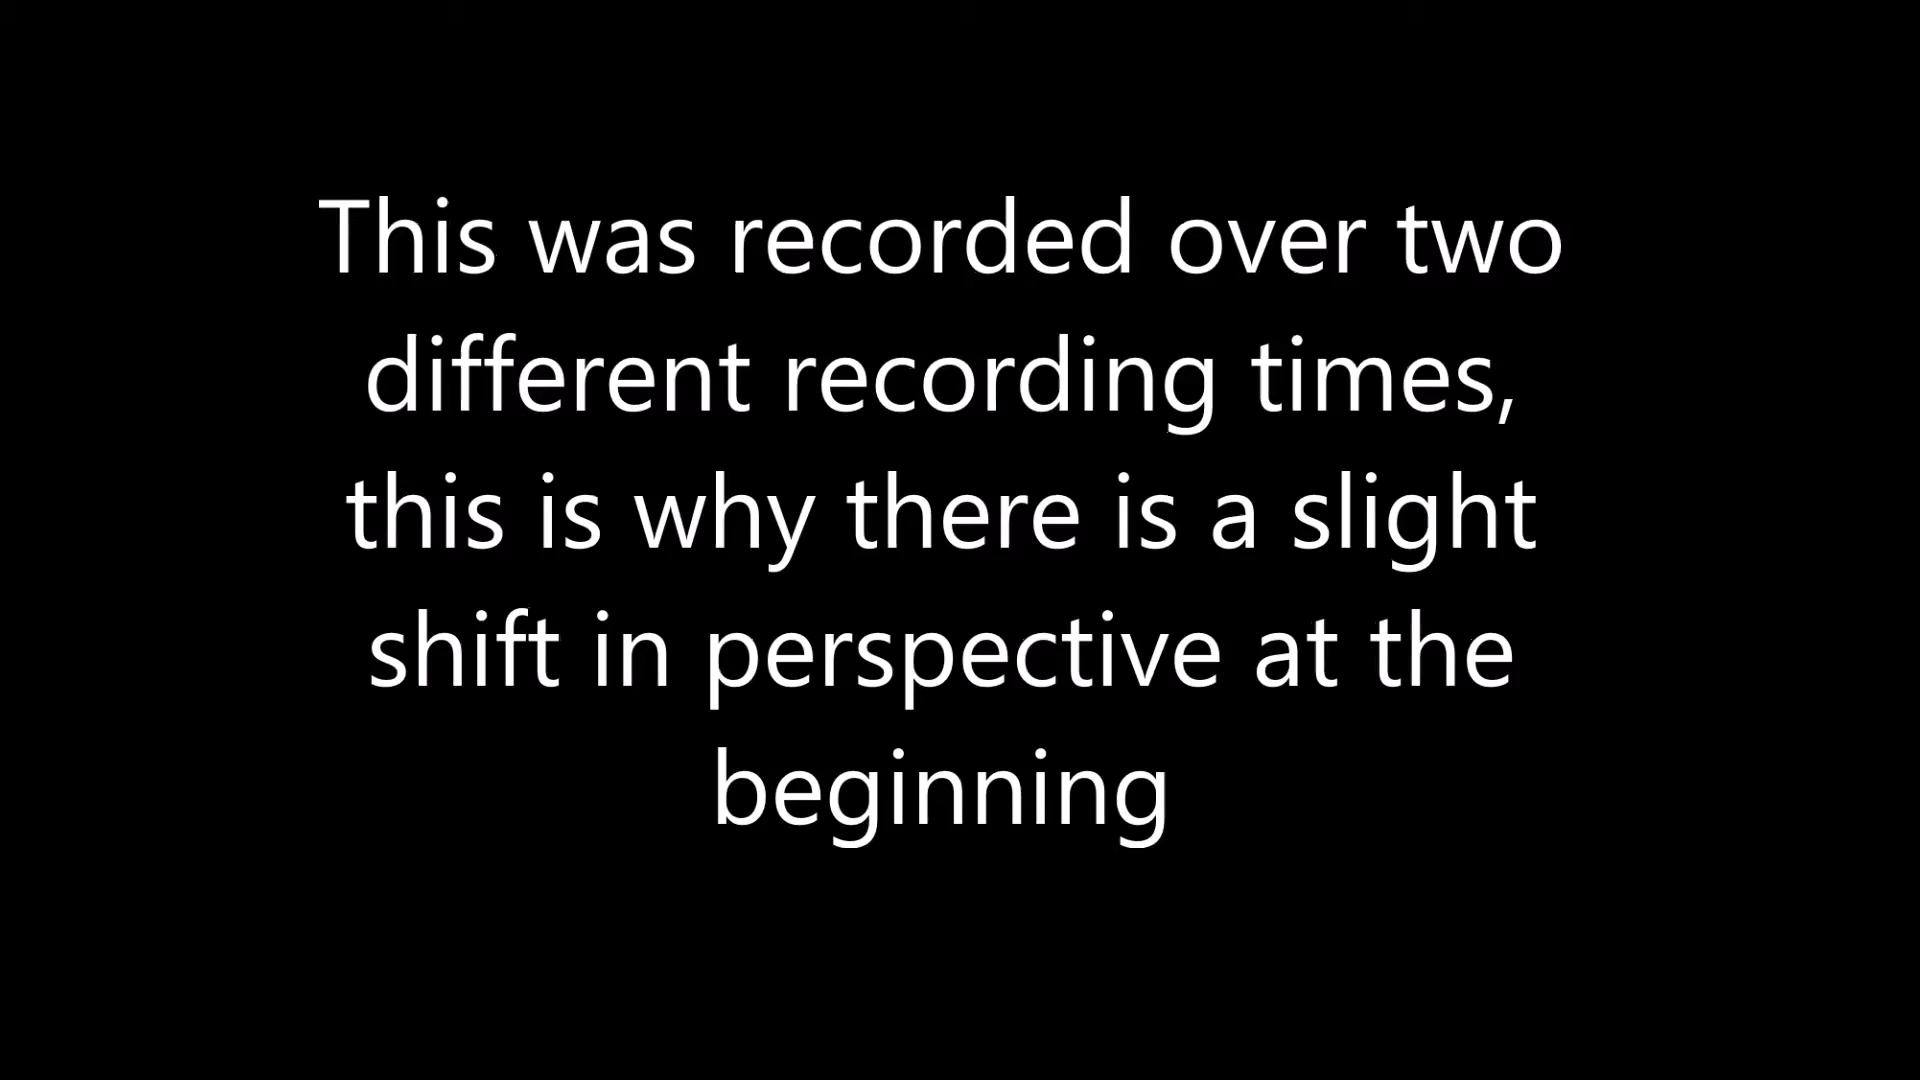 This was recorded over two
different recording times,
this is why there is a slight
shift in perspective at the
beginning